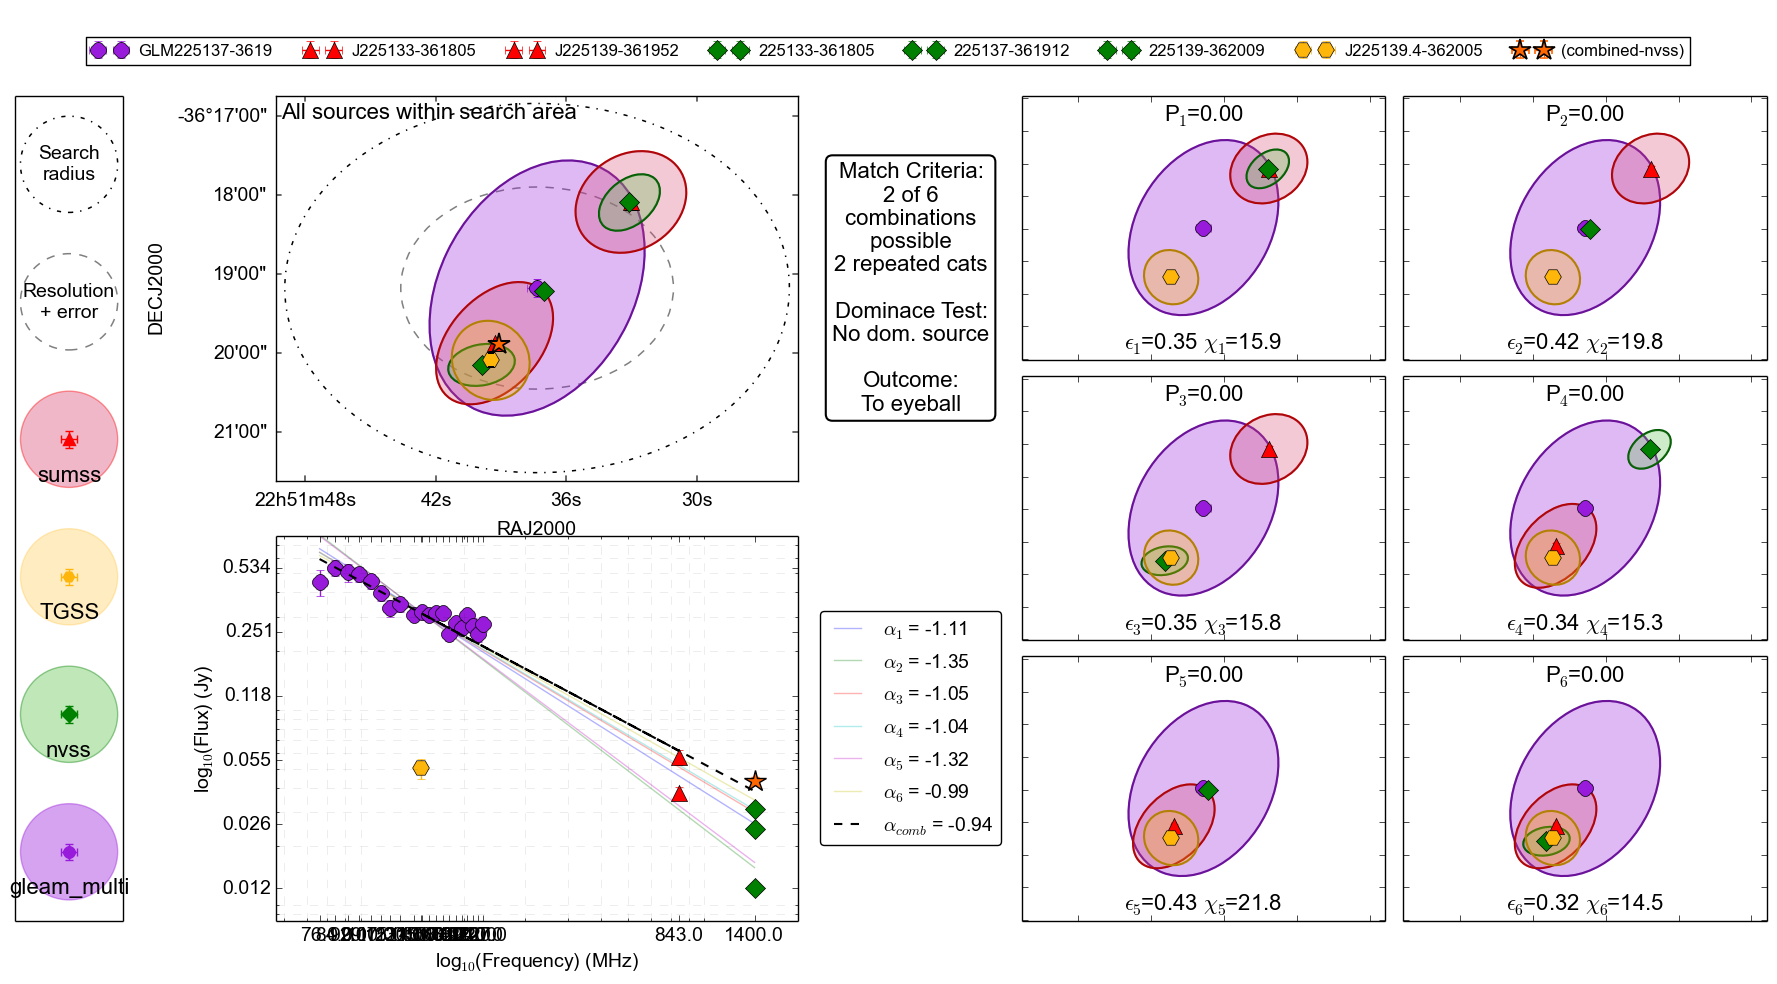 GLM225137-3619 J225133-361805 J225139-361952 225133-361805 225137-361912 225139-362009 J225139.4-362005 (combined-nvss)
Search
radius
Resolution
+ error
sumss
TGSS
nvss
gleam_multi
All sources within search area
-36°17'00"
18'00"
19'00"
20'00"
21'00"
DECJ2000
22h51m48s 42s 36s 30s
RAJ2000
Match Criteria:
2 of 6
combinations
possible
2 repeated cats
Dominace Test:
No dom. source
Outcome:
To eyeball
0.534
0.251
0.118
0.055
0.026
0.012
log10(Flux) (Jy)
843.0 1400.0
log10(Frequency) (MHz)
α1 = -1.11
α2 = -1.35
α3 = -1.05
α4 = -1.04
α5 = -1.32
α6 = -0.99
αcomb = -0.94
P1=0.00
ϵ1=0.35 χ1=15.9
P2=0.00
ϵ2=0.42 χ2=19.8
P3=0.00
ϵ3=0.35 χ3=15.8
P4=0.00
ϵ4=0.34 χ4=15.3
P5=0.00
ϵ5=0.43 χ5=21.8
P6=0.00
ϵ6=0.32 χ6=14.5